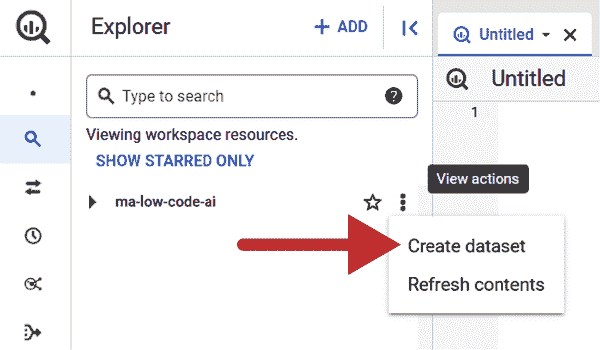 Explorer
+ ADD
Untitled
Type to search
Untitled
1
Viewing workspace resources.
SHOW STARRED ONLY
View actions
ma-low-code-ai
Create dataset
Refresh contents